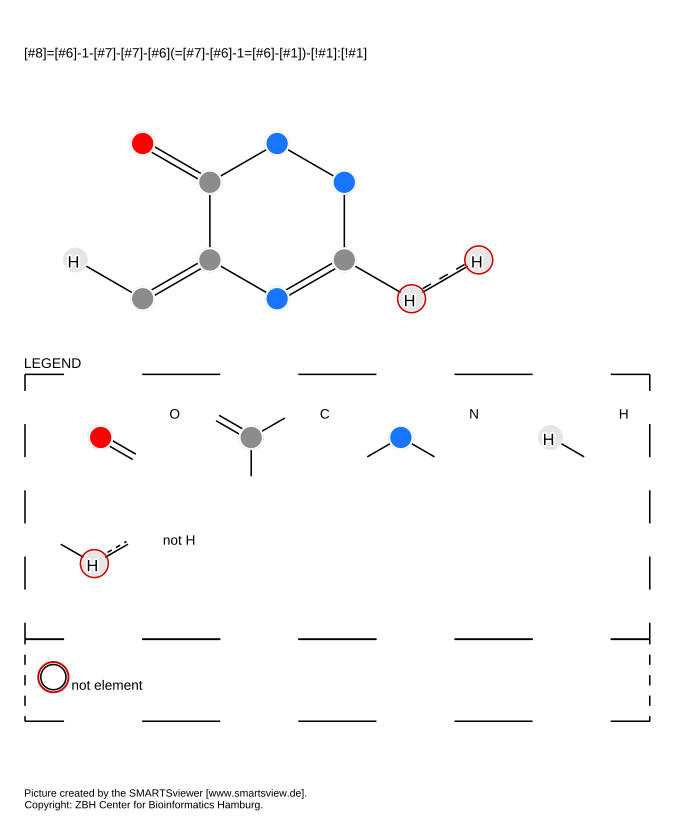 [#8]=[#6]-1-[#7]-[#7]-[#6](=[#7]-[#6]-1=[#6]-[#1])-[!#1]:[!#1]
H
H
H
LEGEND
O
C
N
H
H
H
not H
not element
Picture created by the SMARTSviewer [www.smartsview.de].
Copyright: ZBH Center for Bioinformatics Hamburg.